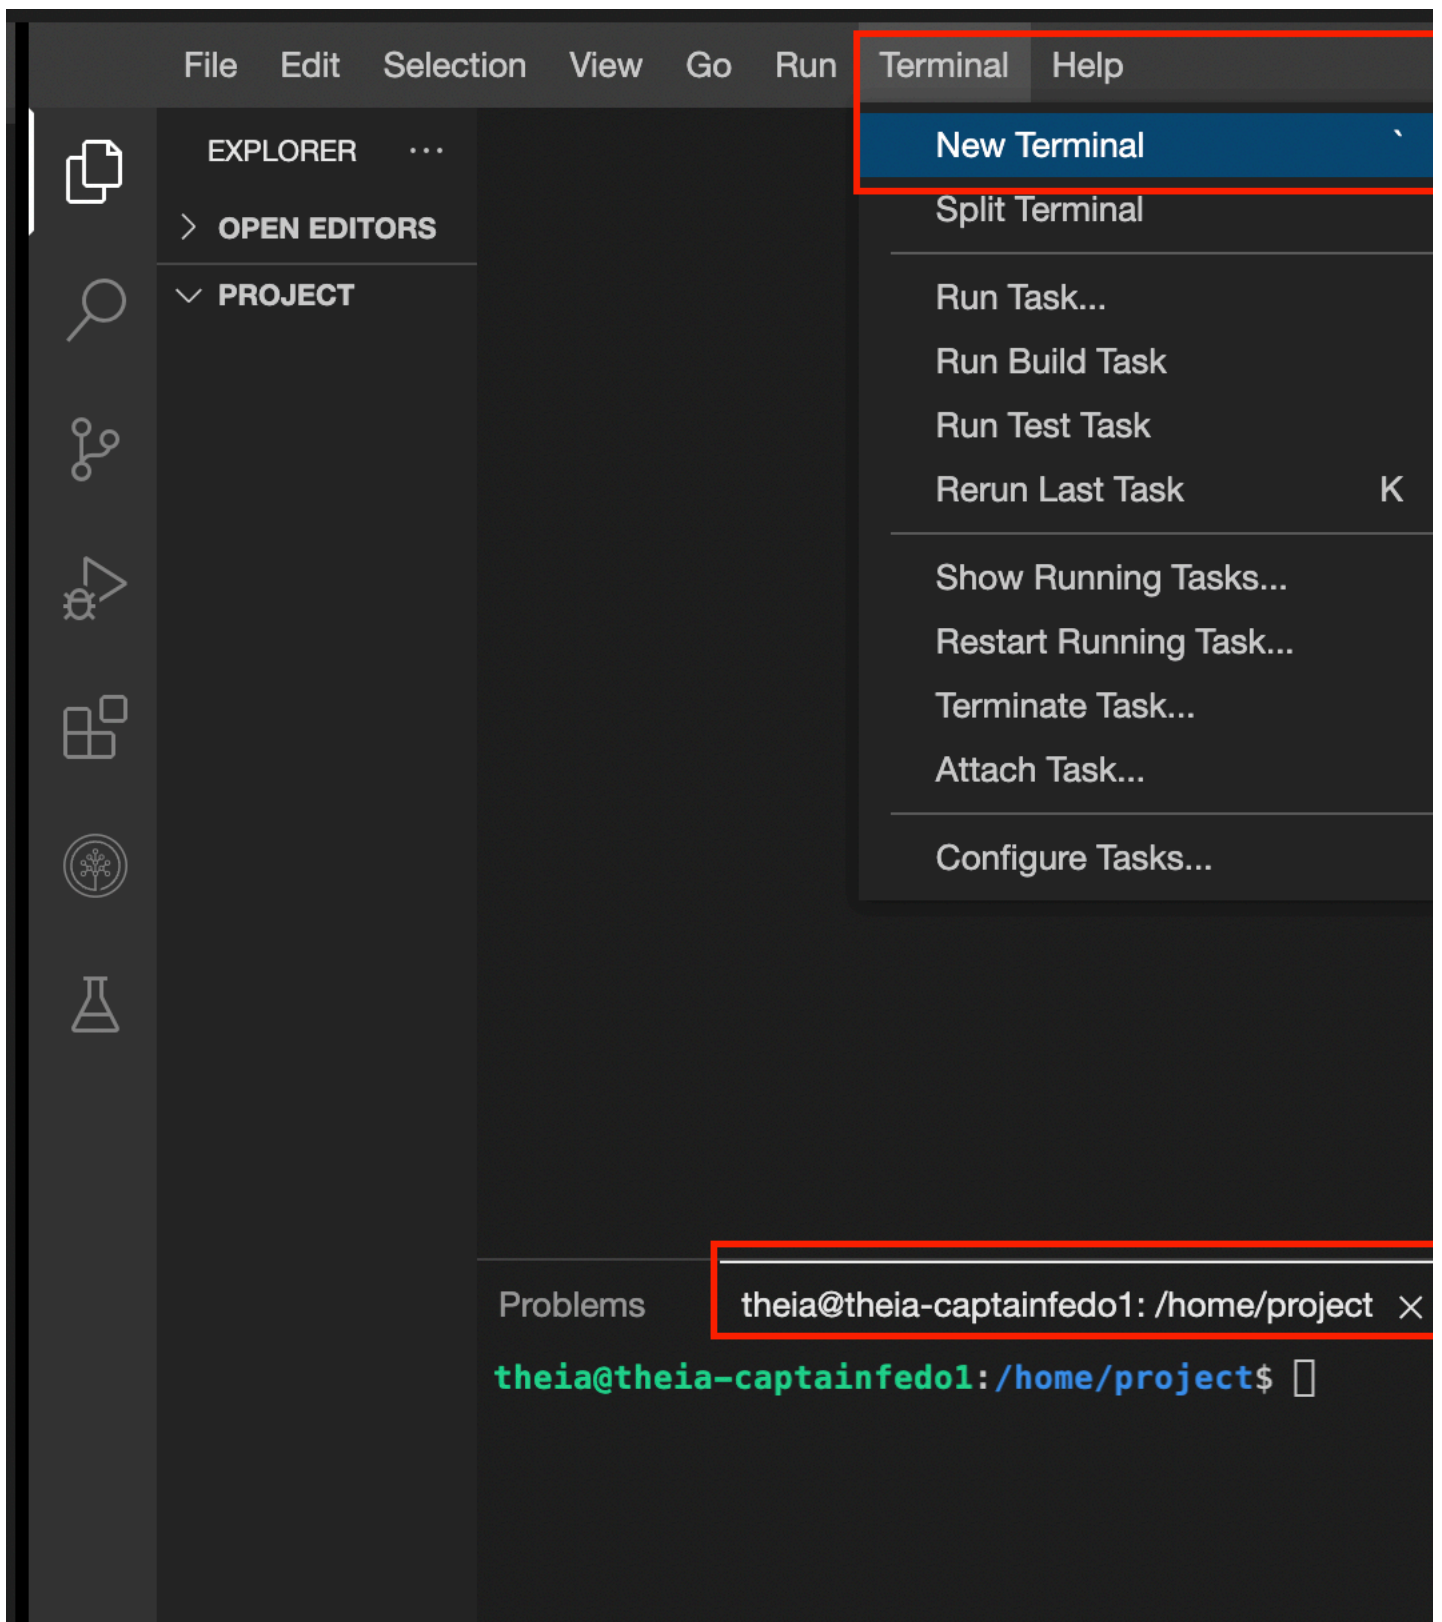 File Edit Selection View Go Run Terminal Help
EXPLORER ...
OPEN EDITORS
PROJECT
New Terminal `
Split Terminal
Run Task...
Run Build Task
Run Test Task
Rerun Last Task K
Show Running Tasks...
Restart Running Task...
Terminate Task...
Attach Task...
Configure Tasks...
Problems theia@theia-captainfedo1: /home/project
theia@theia-captainfedo1:/home/project$